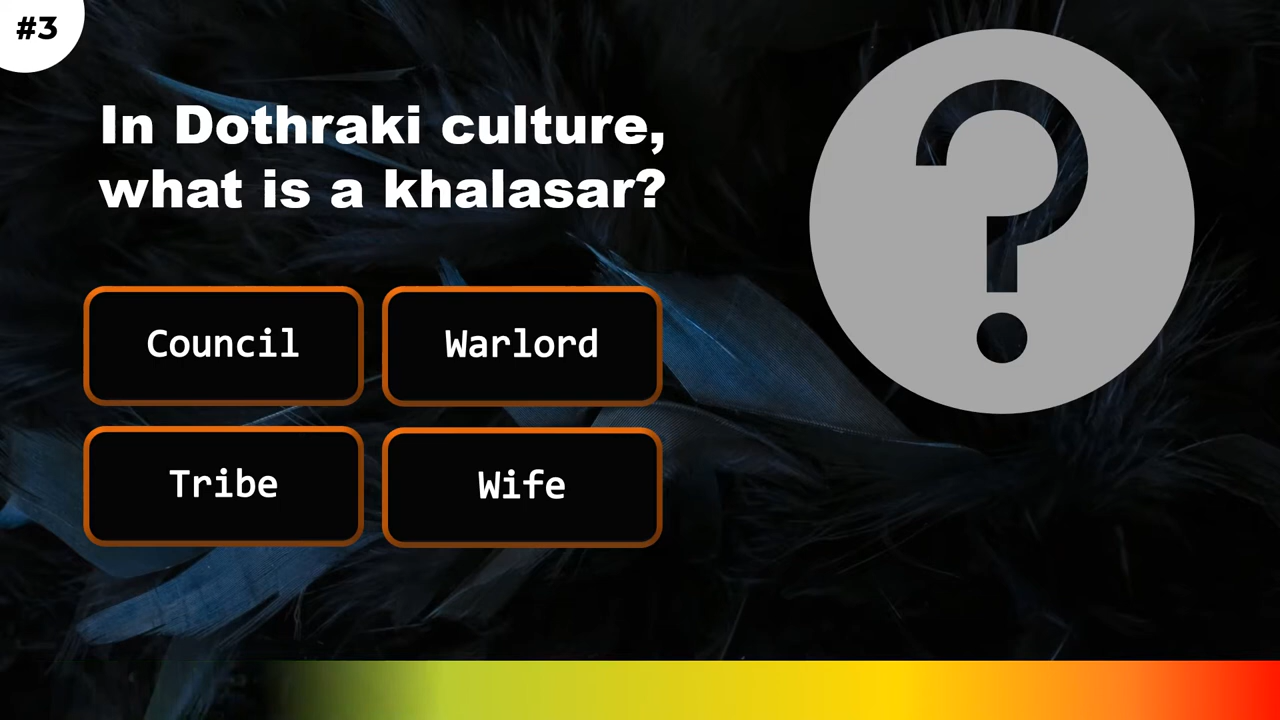 #3
In Dothraki culture,
what is a khalasar?
Council
Warlord
Tribe
Wife
?